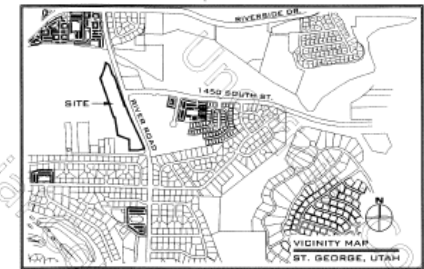 RIVERSIDE DR.
1450 SOUTH ST.
SITE
RIVER ROAD
N
VICINITY MAP
ST. GEORGE, UTAH